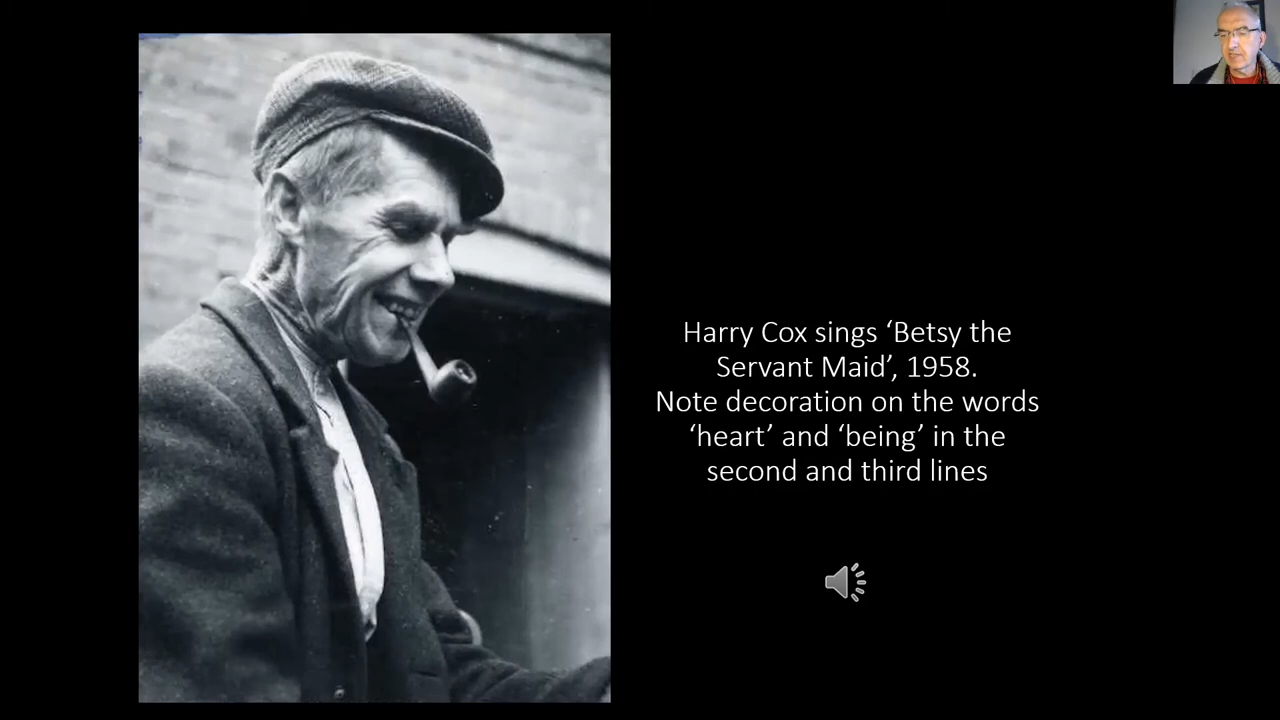 Harry Cox sings ‘Betsy the
Servant Maid’, 1958.
Note decoration on the words
‘heart’ and ‘being’ in the
second and third lines